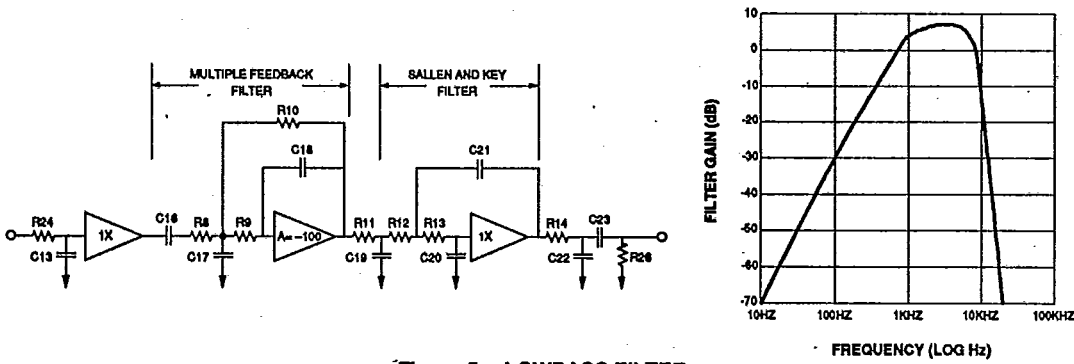 MULTIPLE FEEDBACK
FILTER
SALLEN AND KEY
FILTER
R10
C18
C21
R24
C13
1X
C16
R8
C17
R9
A= –100
R11
C19
R12
R13
C20
1X
R14
C22
C23
R26
FILTER GAIN (dB)
10
0
-10
-20
-30
-40
-50
-60
-70
10HZ
100HZ
1KHZ
10KHZ
100KHZ
FREQUENCY (LOG Hz)